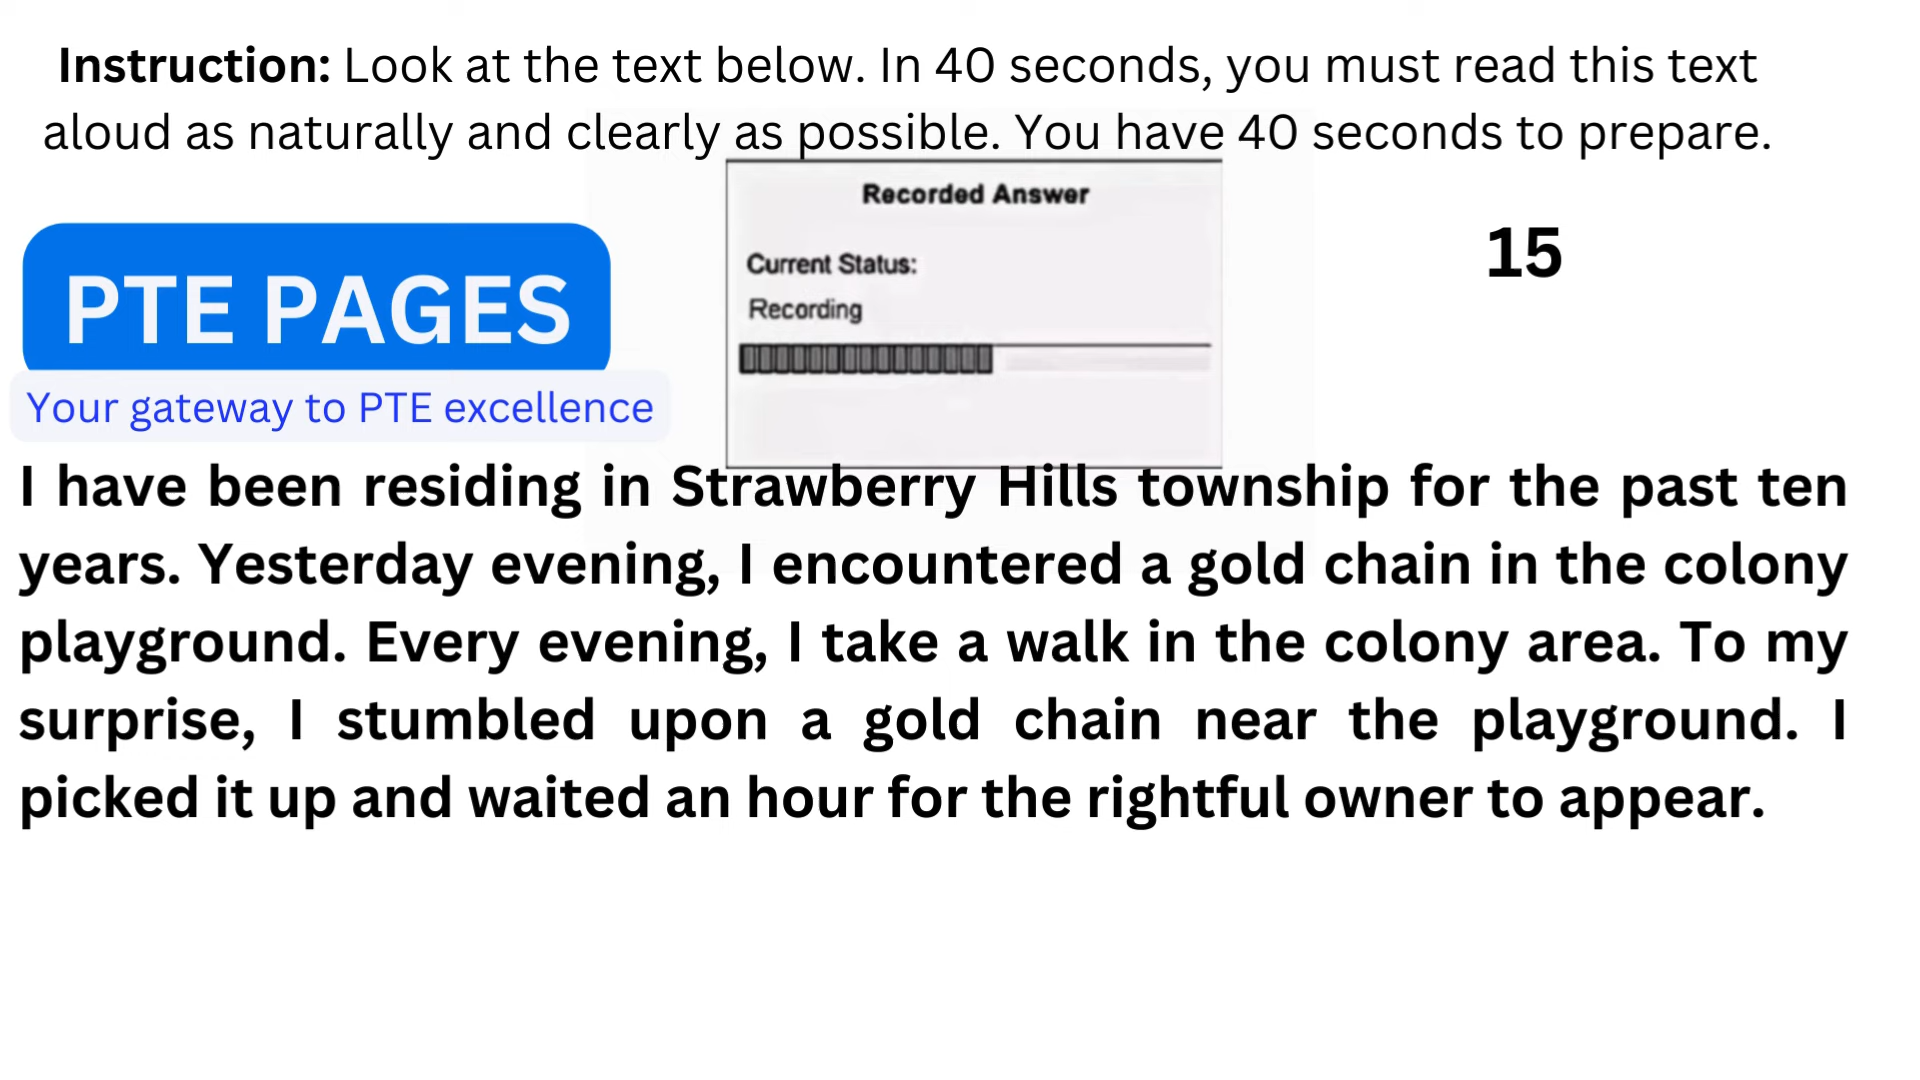 Instruction: Look at the text below. In 40 seconds, you must read this text
aloud as naturally and clearly as possible. You have 40 seconds to prepare.
Recorded Answer
15
Current Status:
PTE PAGES
Recording
Your gateway to PTE excellence
I have been residing in Strawberry Hills township for the past ten
years. Yesterday evening, I encountered a gold chain in the colony
playground. Every evening, I take a walk in the colony area. To my
surprise, I stumbled upon a gold chain near the playground. I
picked it up and waited an hour for the rightful owner to appear.